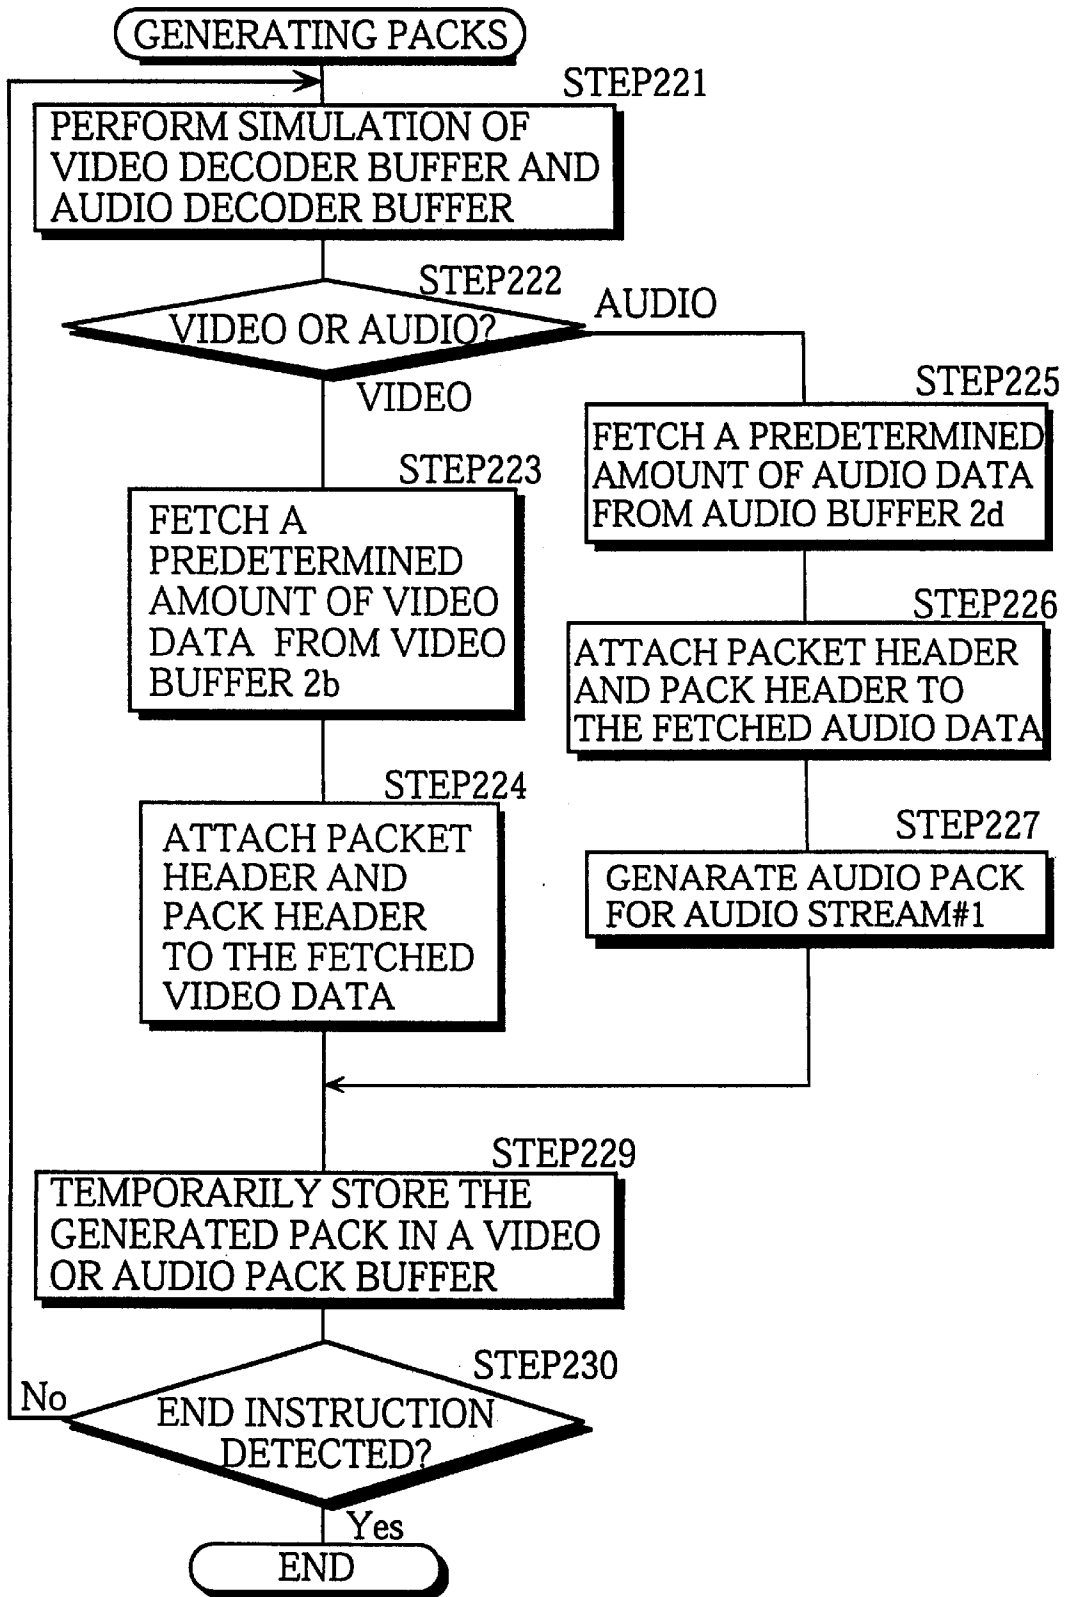 GENERATING PACKS
STEP221
PERFORM SIMULATION OF
VIDEO DECODER BUFFER AND
AUDIO DECODER BUFFER
STEP222
VIDEO OR AUDIO?
AUDIO
VIDEO
STEP223
FETCH A
PREDETERMINED
AMOUNT OF VIDEO
DATA FROM VIDEO
BUFFER 2b
STEP224
ATTACH PACKET
HEADER AND
PACK HEADER
TO THE FETCHED
VIDEO DATA
STEP225
FETCH A PREDETERMINED
AMOUNT OF AUDIO DATA
FROM AUDIO BUFFER 2d
STEP226
ATTACH PACKET HEADER
AND PACK HEADER TO
THE FETCHED AUDIO DATA
STEP227
GENARATE AUDIO PACK
FOR AUDIO STREAM#1
STEP229
TEMPORARILY STORE THE
GENERATED PACK IN A VIDEO
OR AUDIO PACK BUFFER
STEP230
END INSTRUCTION
DETECTED?
No
Yes
END